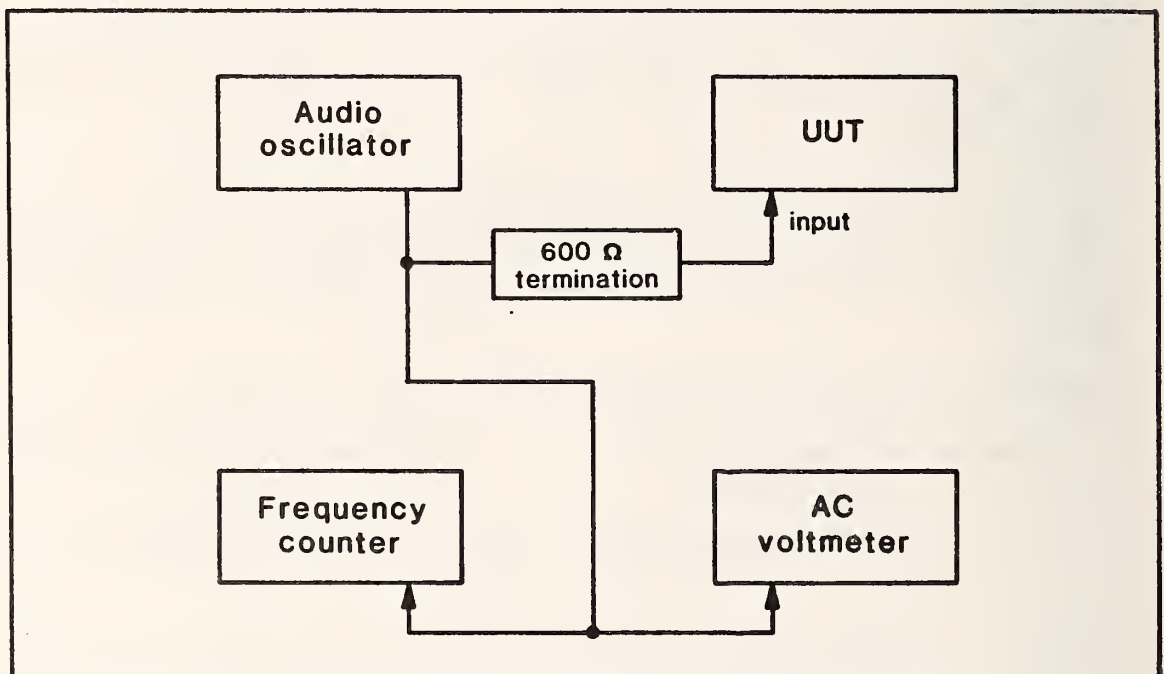 Audio
oscillator
UUT
input
600 Ω
termination
Frequency
counter
AC
voltmeter